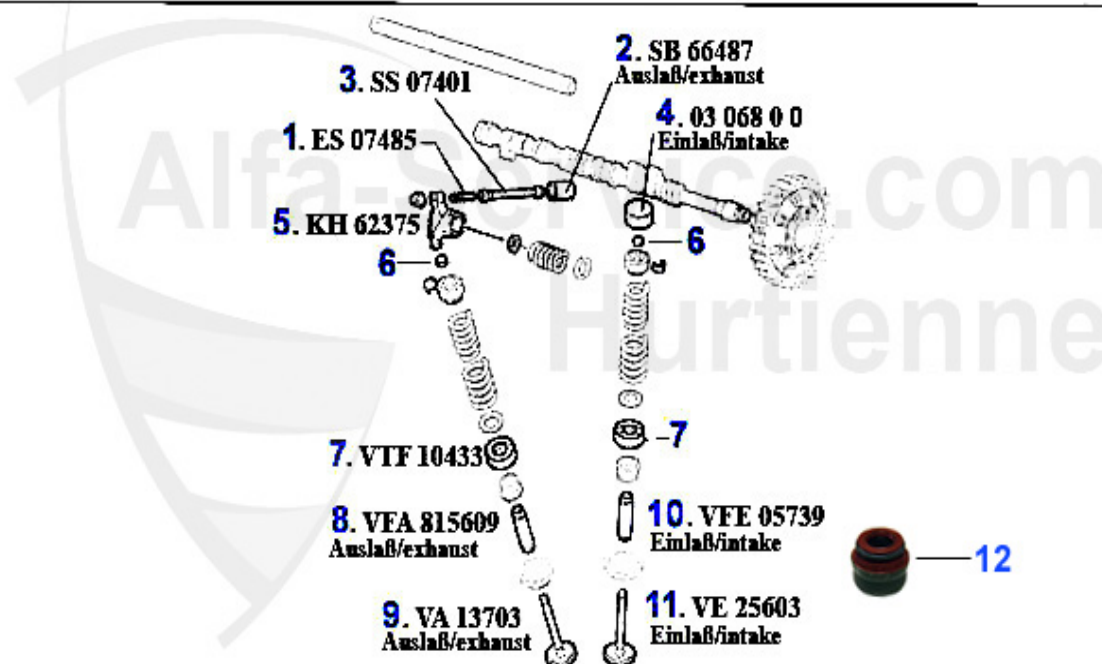 2. SB 66487
Auslaß/exhaust
3. SS 07401
4. 03 068 0 0
Einlaß/intake
1. ES 07485
Alfa-Service.com
5. KH 62375
6
6
Hurtienne
7. VTF 10433
7
8. VFA 815609
Auslaß/exhaust
10. VFE 05739
Einlaß/intake
12
9. VA 13703
Auslaß/exhaust
11. VE 25603
Einlaß/intake